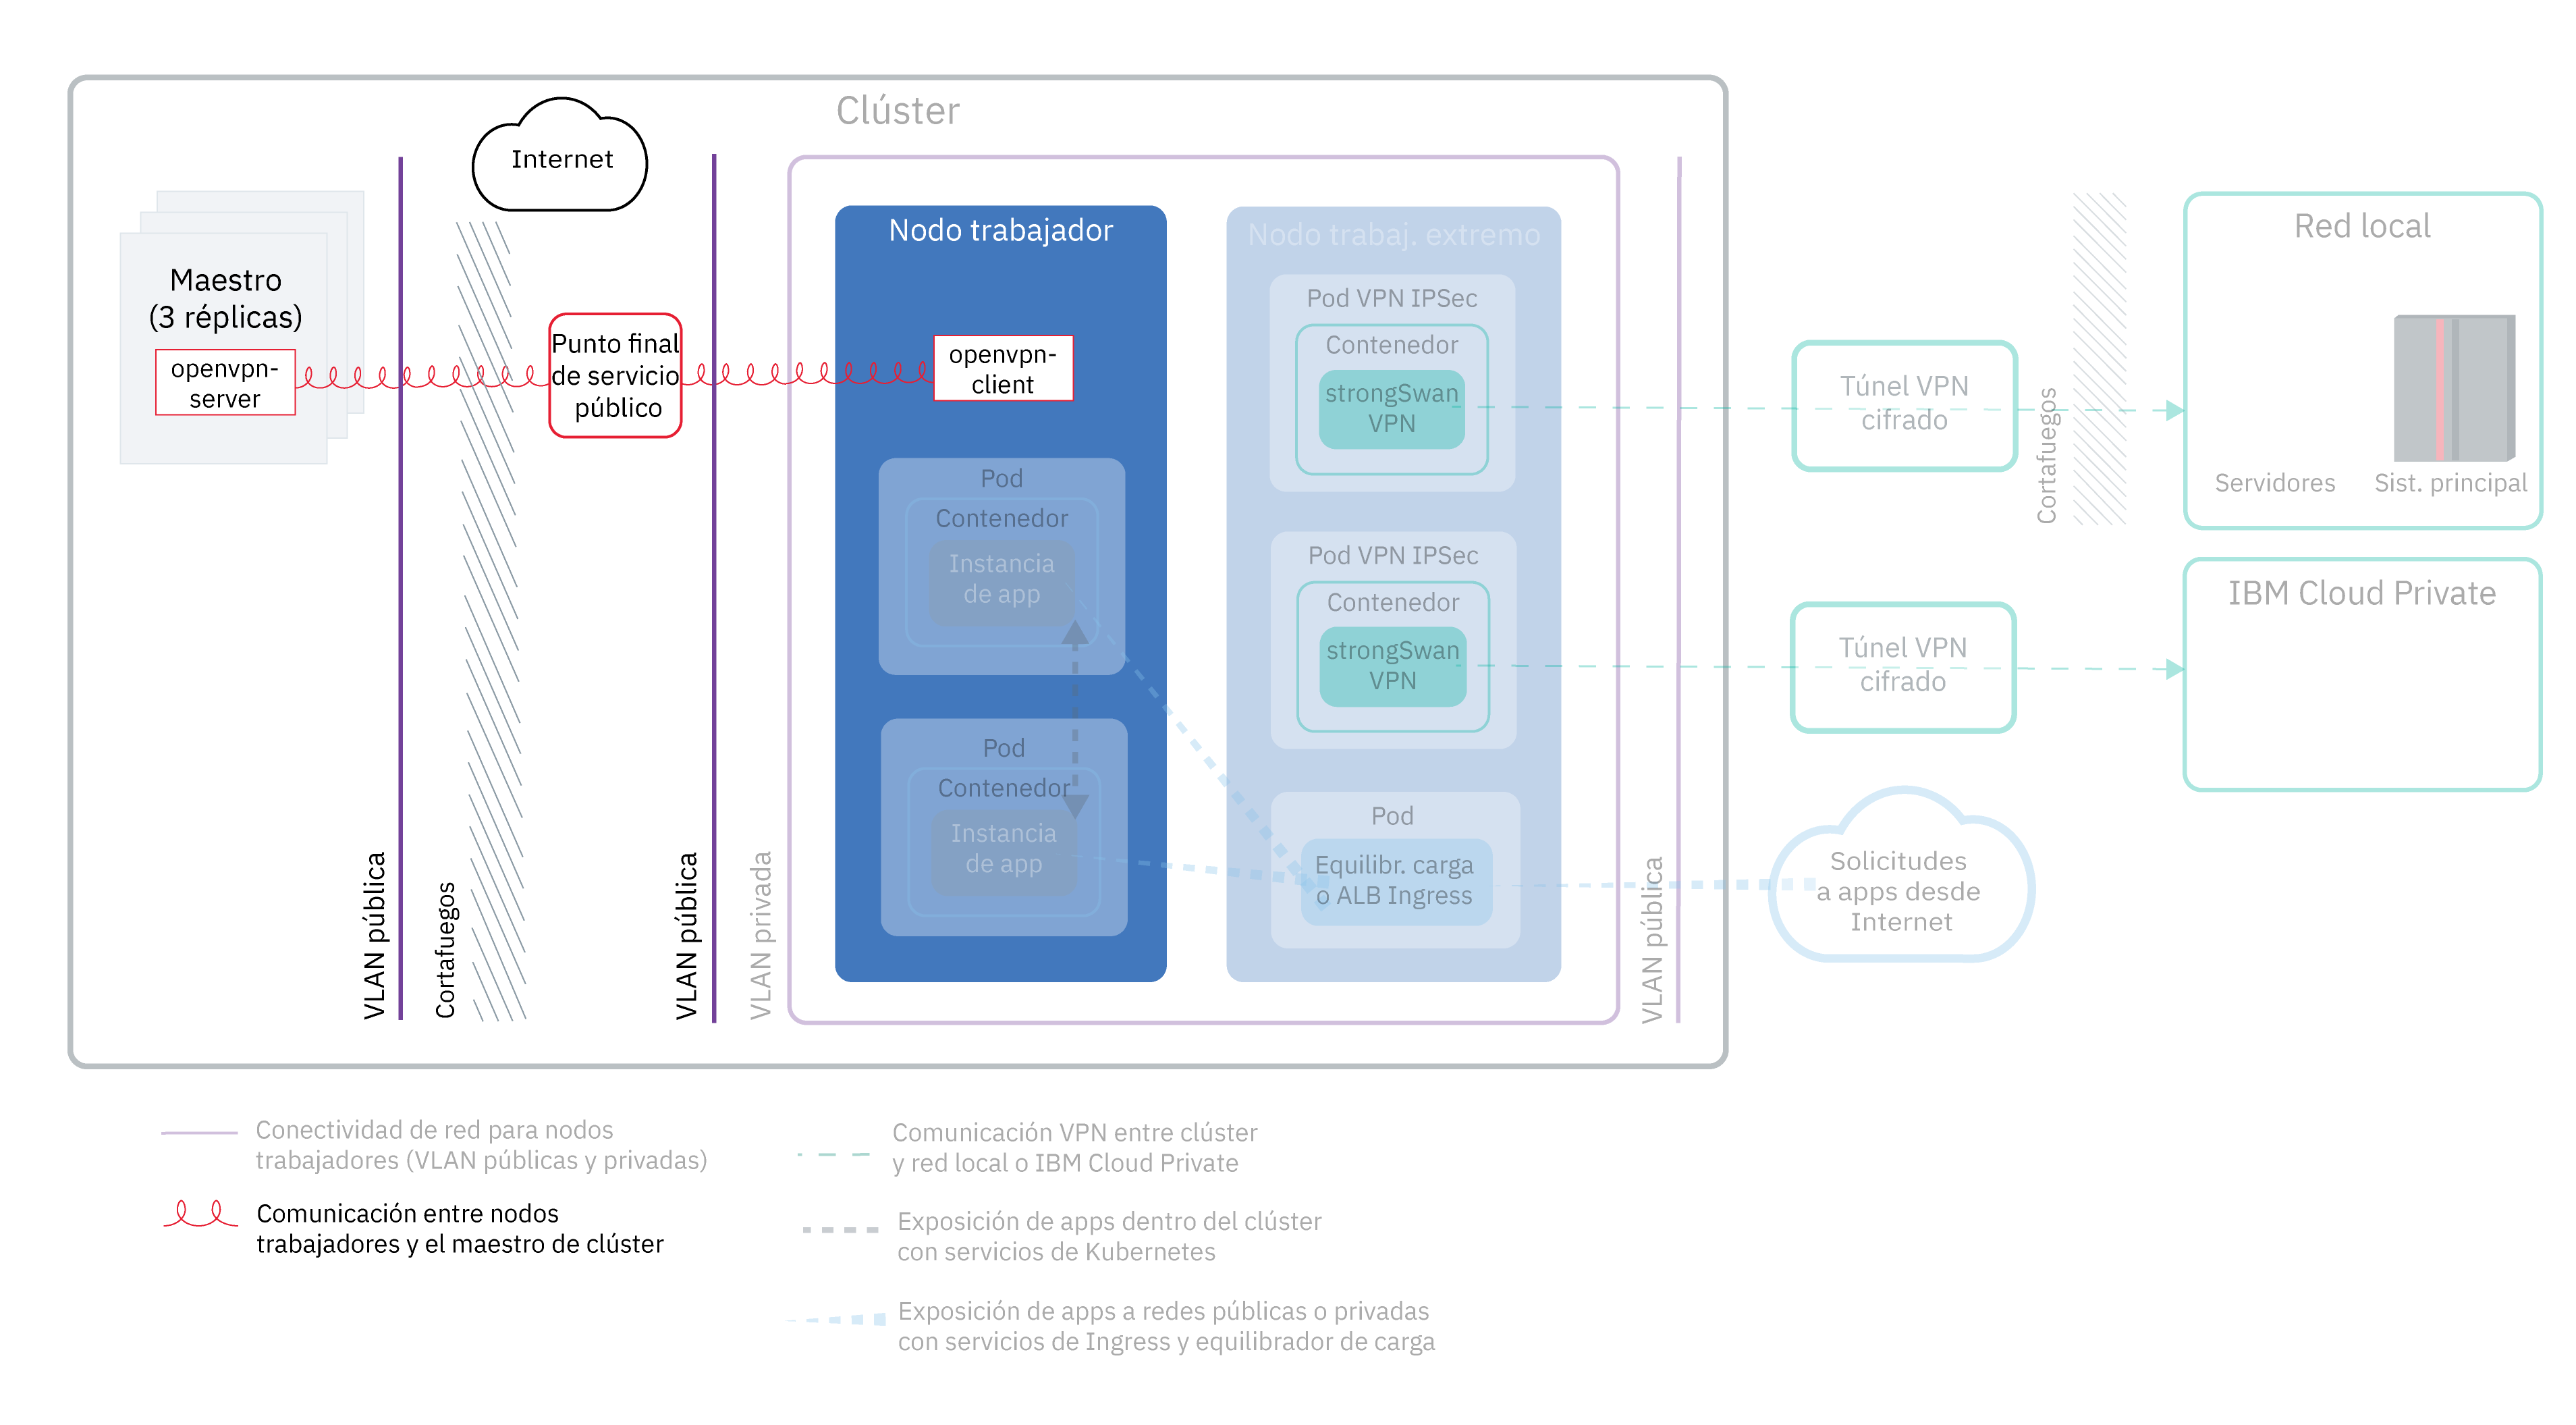 Clúster
Internet
Maestro
(3 réplicas)
openvpn-
server
Punto final
de servicio
público
VLAN pública
Cortafuegos
VLAN pública
VLAN privada
Nodo trabajador
openvpn-
client
Pod
Contenedor
Instancia
de app
Pod
Contenedor
Instancia
de app
Nodo trabaj. extremo
Pod VPN IPSec
Contenedor
strongSwan
VPN
Pod VPN IPSec
Contenedor
strongSwan
VPN
Pod
Equilibr. carga
o ALB Ingress
VLAN pública
Túnel VPN
cifrado
Cortafuegos
Red local
Servidores
Sist. principal
Túnel VPN
cifrado
IBM Cloud Private
Solicitudes
a apps desde
Internet
Conectividad de red para nodos
trabajadores (VLAN públicas y privadas)
Comunicación entre nodos
trabajadores y el maestro de clúster
Comunicación VPN entre clúster
y red local o IBM Cloud Private
Exposición de apps dentro del clúster
con servicios de Kubernetes
Exposición de apps a redes públicas o privadas
con servicios de Ingress y equilibrador de carga